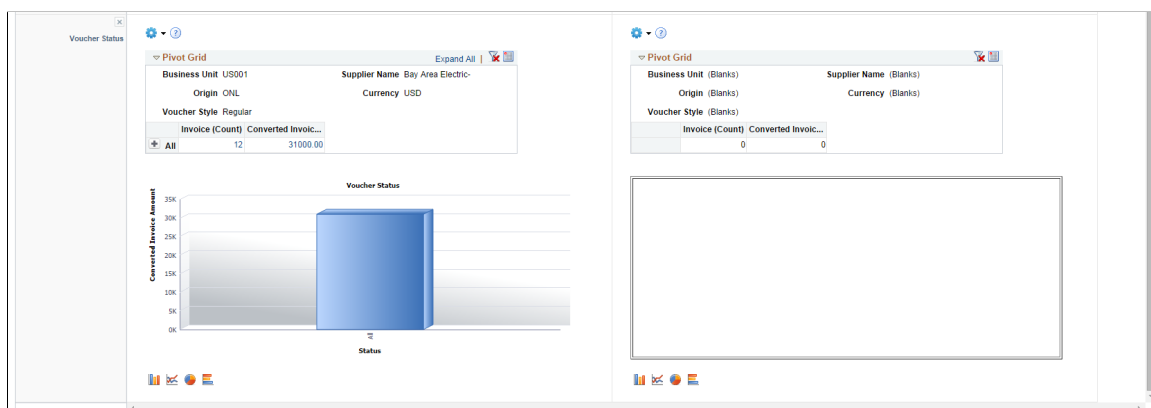 Voucher Status
Pivot Grid Expand All |
Business Unit US001 Supplier Name Bay Area Electric-
Origin ONL Currency USD
Voucher Style Regular
Invoice (Count) Converted Invoic...
All 12 31000.00
Voucher Status
Converted Invoice Amount
35K
30K
25K
20K
15K
10K
5K
0K
All
Status
Pivot Grid
Business Unit (Blanks) Supplier Name (Blanks)
Origin (Blanks) Currency (Blanks)
Voucher Style (Blanks)
Invoice (Count) Converted Invoic...
0 0